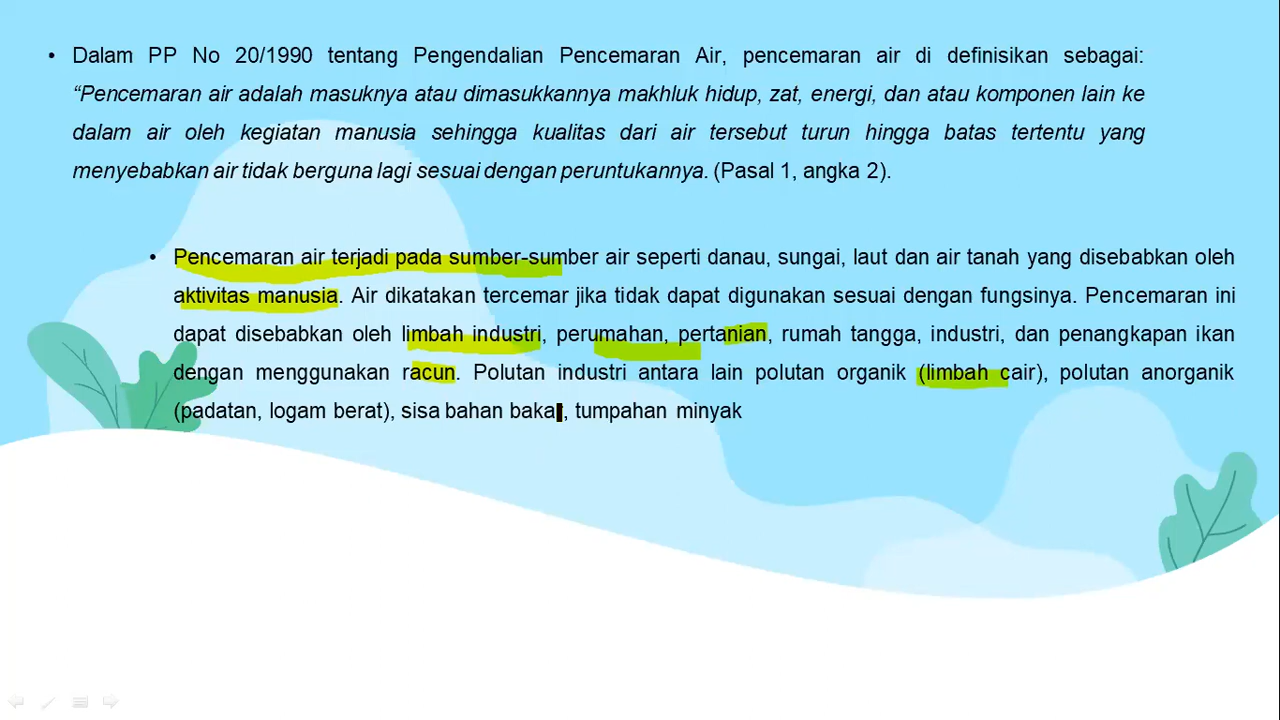 • Dalam PP No 20/1990 tentang Pengendalian Pencemaran Air, pencemaran air di definisikan sebagai:
“Pencemaran air adalah masuknya atau dimasukkannya makhluk hidup, zat, energi, dan atau komponen lain ke
dalam air oleh kegiatan manusia sehingga kualitas dari air tersebut turun hingga batas tertentu yang
menyebabkan air tidak berguna lagi sesuai dengan peruntukannya. (Pasal 1, angka 2).
• Pencemaran air terjadi pada sumber-sumber air seperti danau, sungai, laut dan air tanah yang disebabkan oleh
aktivitas manusia. Air dikatakan tercemar jika tidak dapat digunakan sesuai dengan fungsinya. Pencemaran ini
dapat disebabkan oleh limbah industri, perumahan, pertanian, rumah tangga, industri, dan penangkapan ikan
dengan menggunakan racun. Polutan industri antara lain polutan organik (limbah cair), polutan anorganik
(padatan, logam berat), sisa bahan bakar, tumpahan minyak